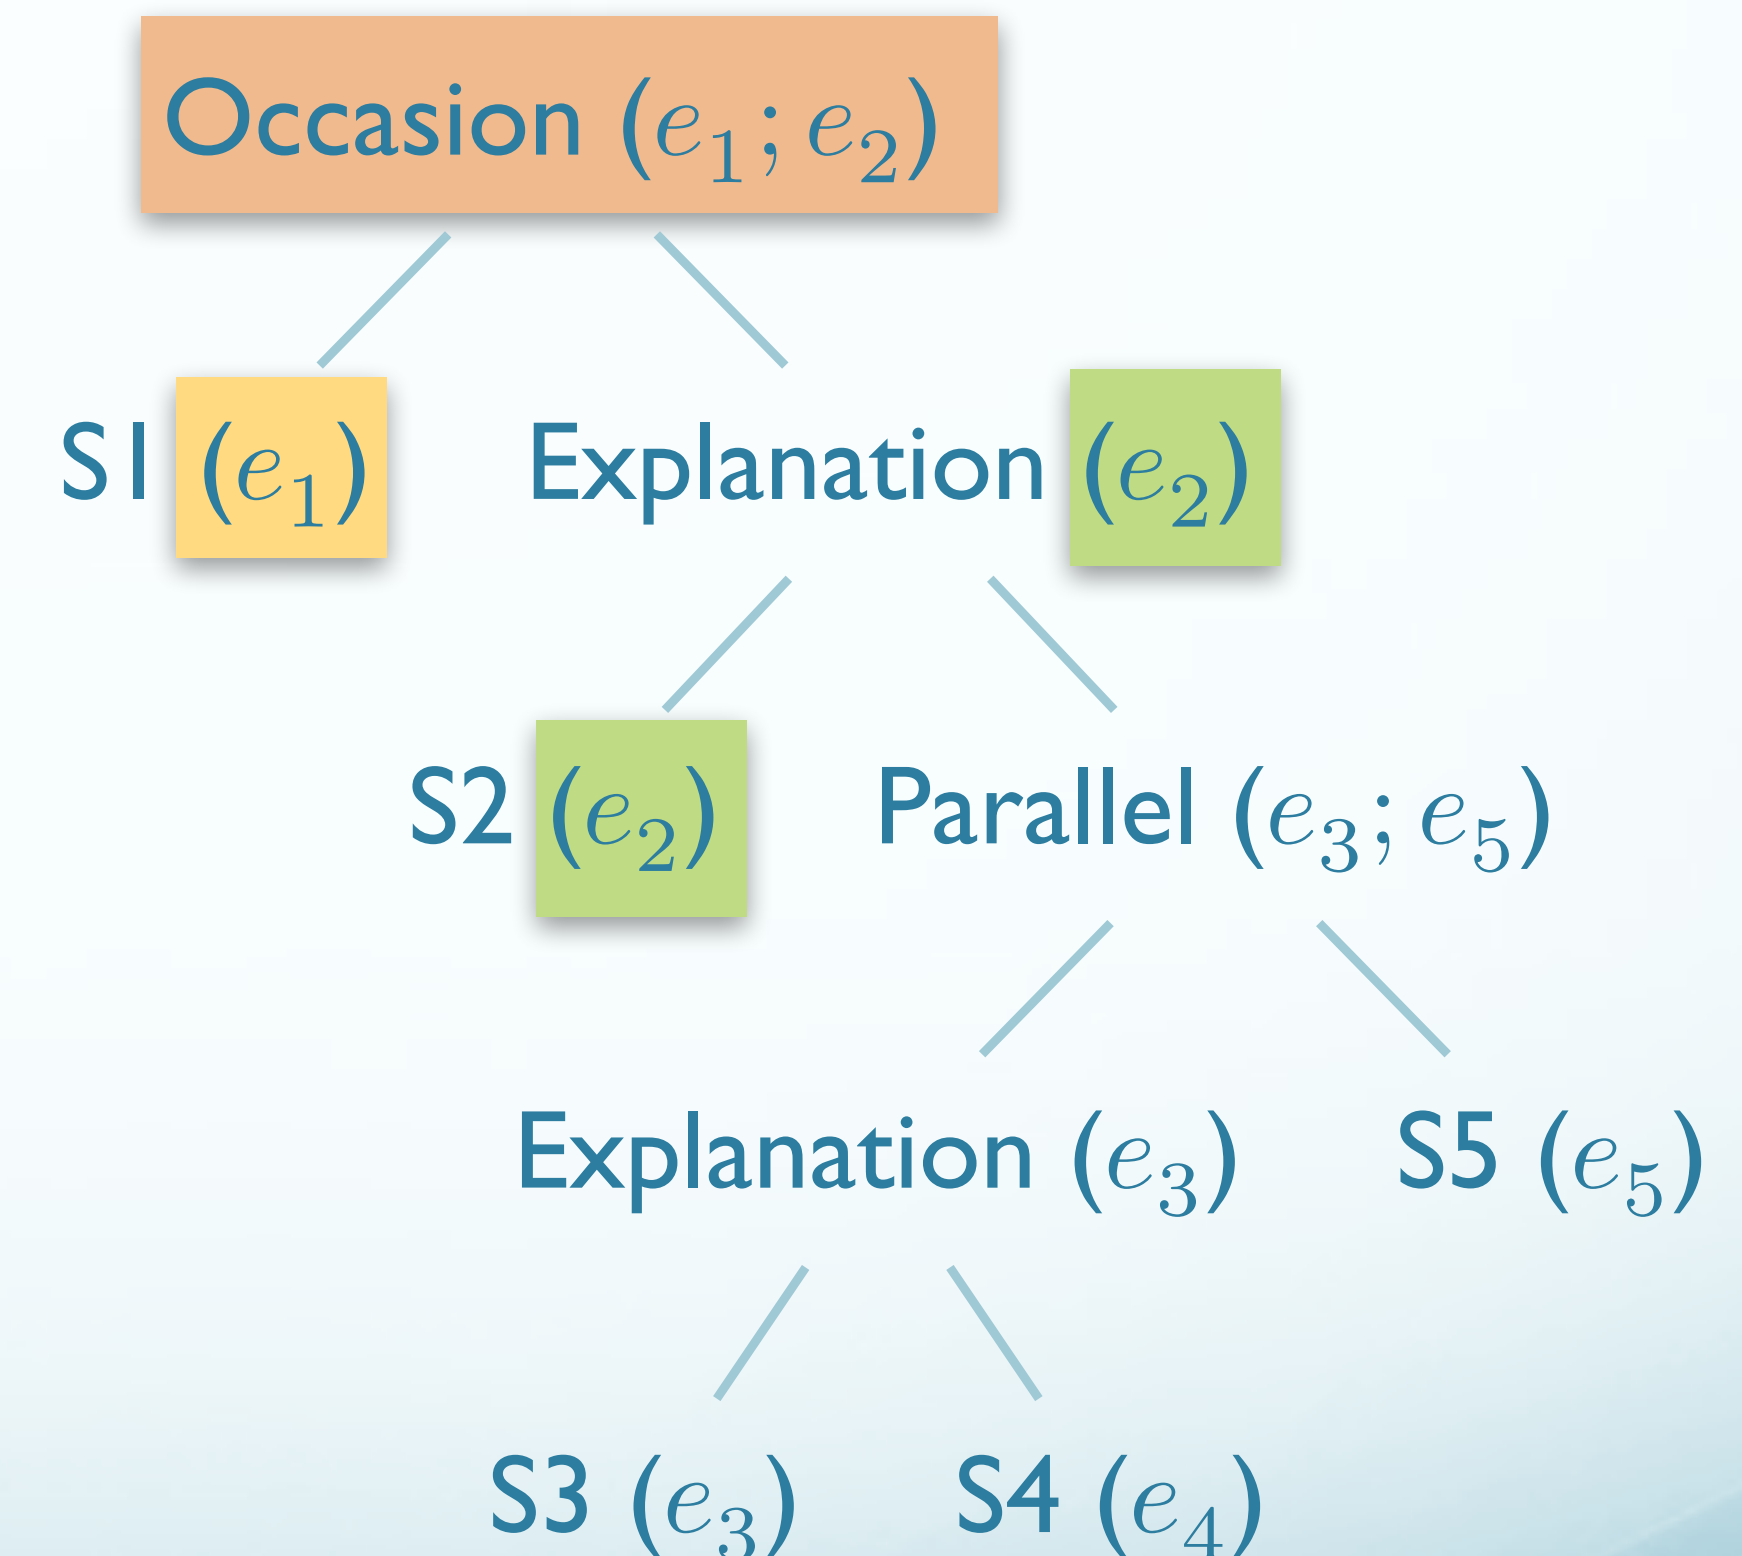 Occasion (e₁; e₂)
S1 (e₁) Explanation (e₂)
S2 (e₂) Parallel (e₃; e₅)
Explanation (e₃) S5 (e₅)
S3 (e₃) S4 (e₄)